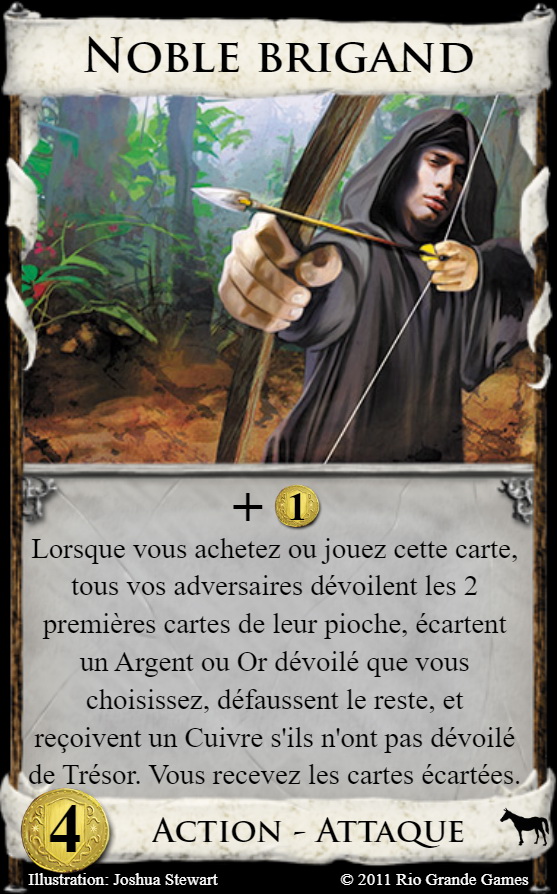 Noble brigand
+ 1
Lorsque vous achetez ou jouez cette carte,
tous vos adversaires dévoilent les 2
premières cartes de leur pioche, écartent
un Argent ou Or dévoilé que vous
choisissez, défaussent le reste, et
reçoivent un Cuivre s'ils n'ont pas dévoilé
de Trésor. Vous recevez les cartes écartées.
4 Action - Attaque
Illustration: Joshua Stewart © 2011 Rio Grande Games